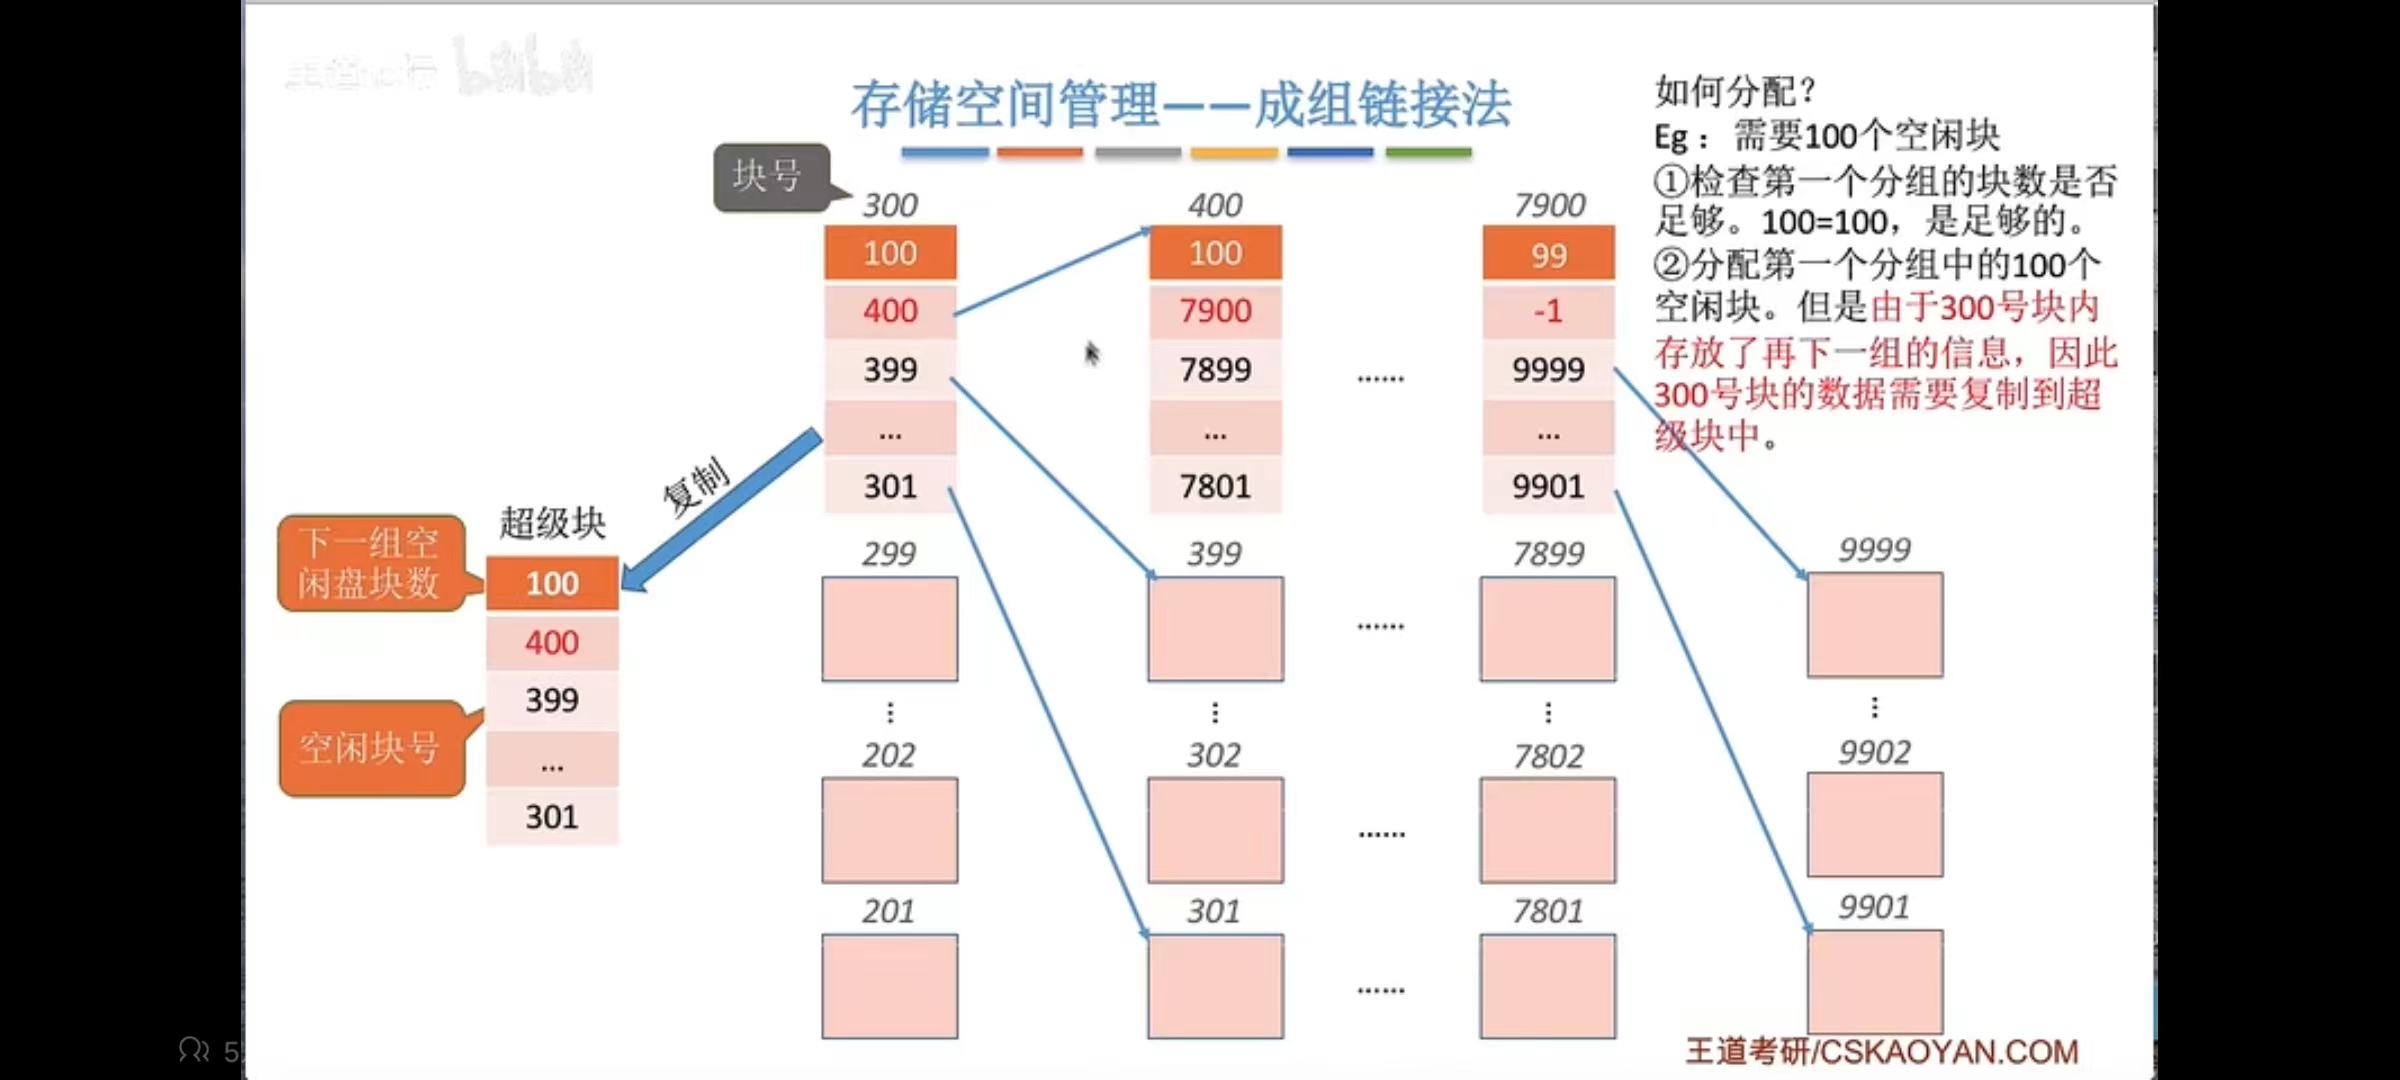 存储空间管理——成组链接法
块号
300
100
400
399
...
301
299
202
201
400
100
7900
7899
...
7801
399
302
301
......
......
......
......
7900
99
-1
9999
...
9901
7899
7802
7801
9999
9902
9901
复制
超级块
100
400
399
...
301
下一组空
闲盘块数
空闲块号
如何分配?
Eg：需要100个空闲块
①检查第一个分组的块数是否
足够。100=100，是足够的。
②分配第一个分组中的100个
空闲块。但是由于300号块内
存放了再下一组的信息，因此
300号块的数据需要复制到超
级块中。
王道考研/CSKAOYAN.COM
5